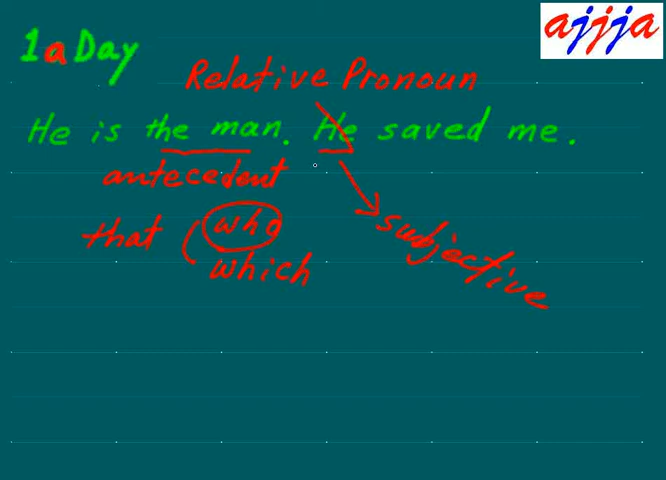 ajjja
1a Day
Relative Pronoun
He is the man. He saved me.
antecedent
that who
which
subjective